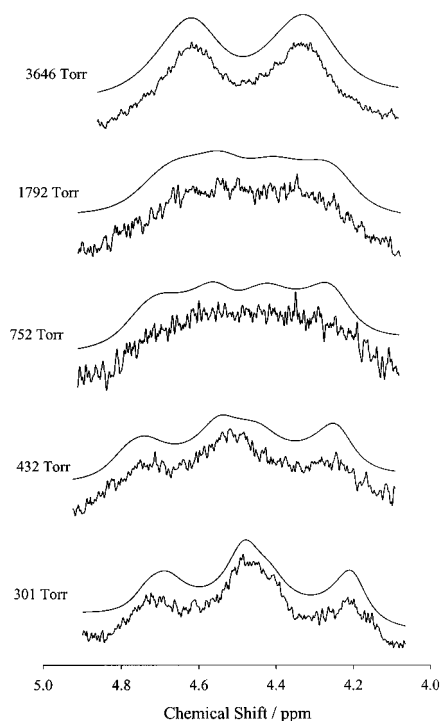 3646 Torr
1792 Torr
752 Torr
432 Torr
301 Torr
5.0 4.8 4.6 4.4 4.2 4.0
Chemical Shift / ppm